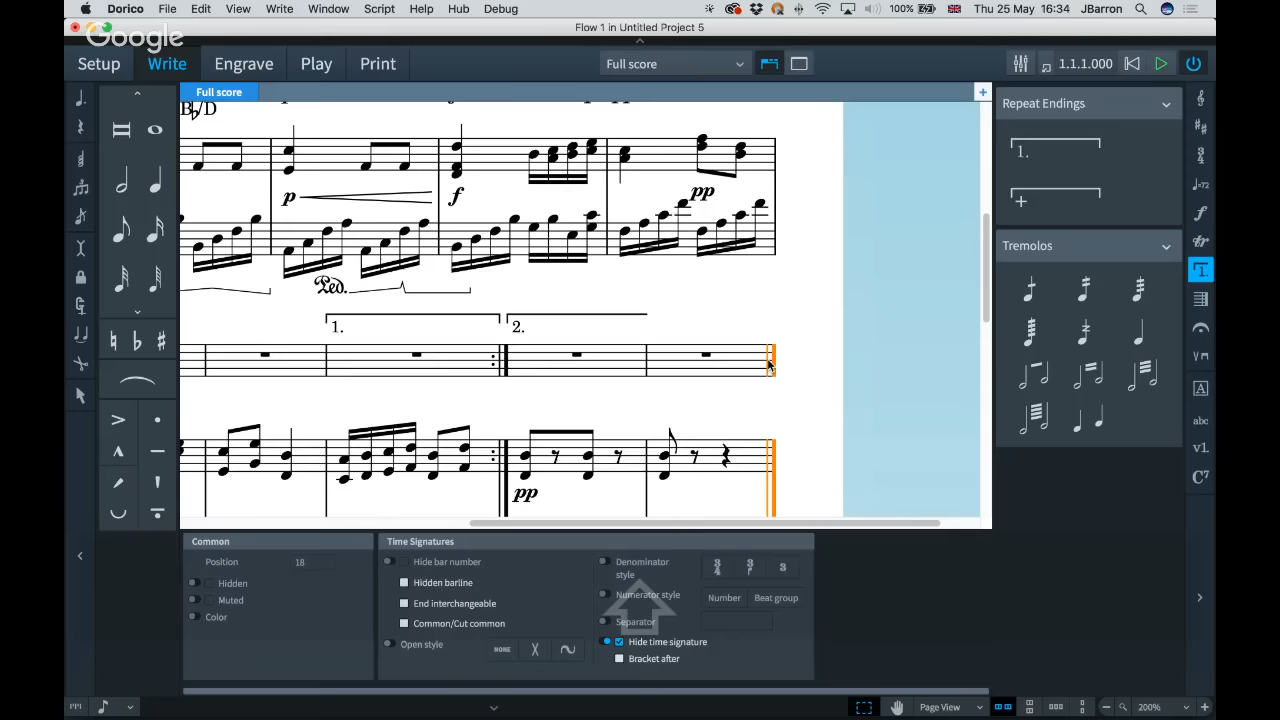 Dorico File Edit View Write Window Script Help Hub Debug 100% Thu 25 May 16:34 JBarron
Flow 1 in Untitled Project 5
Google
Setup Write Engrave Play Print Full score 1.1.1.000
Full score
Repeat Endings
B♭/D
1.
p f pp
+
Tremolos
Ped.
1. 2.
pp
abc
v1.
C7
Common Time Signatures
Position 18 Hide bar number Denominator style
Hidden Hidden barline
Muted End interchangeable Numerator style Number Beat group
Color Common/Cut common Separator
Open style NONE X Hide time signature
Bracket after
Page View 200%